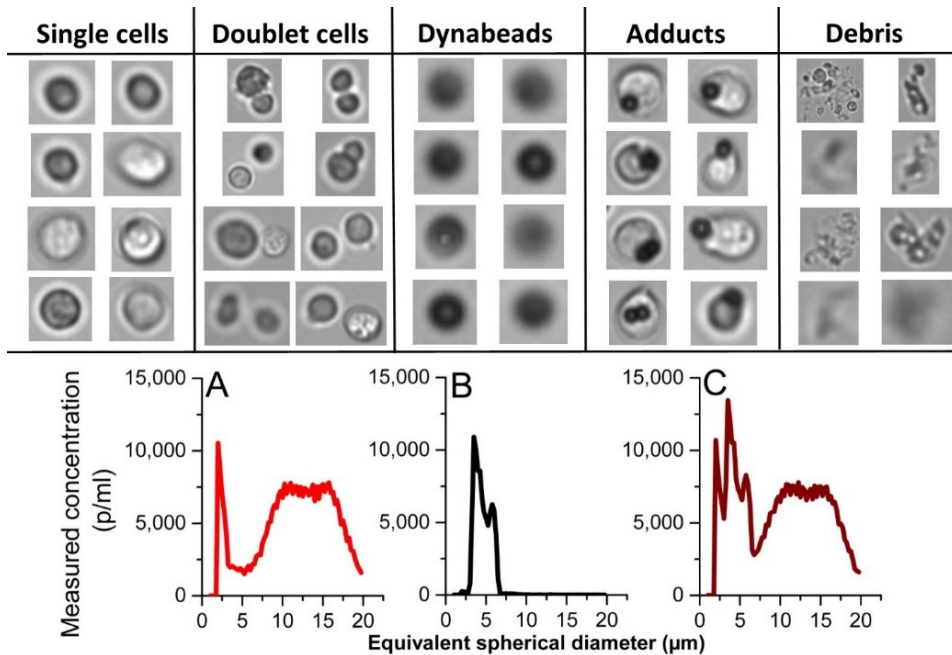 Single cells Doublet cells Dynabeads Adducts Debris
Measured concentration
(p/ml)
A
15,000
10,000
5,000
0
0 5 10 15 20
B
15,000
10,000
5,000
0
0 5 10 15 20
C
15,000
10,000
5,000
0
0 5 10 15 20
Equivalent spherical diameter (µm)